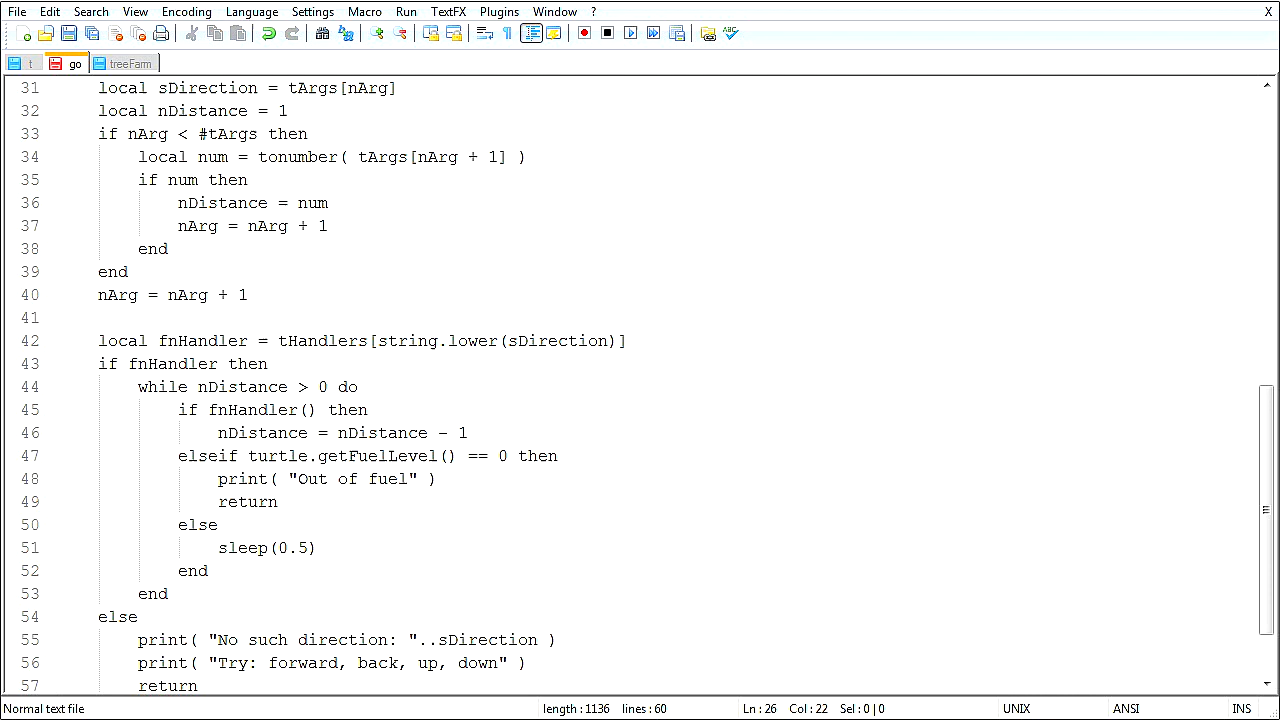 File Edit Search View Encoding Language Settings Macro Run TextFX Plugins Window ? X
t go treeFarm
31 local sDirection = tArgs[nArg]
32 local nDistance = 1
33 if nArg < #tArgs then
34 local num = tonumber( tArgs[nArg + 1] )
35 if num then
36 nDistance = num
37 nArg = nArg + 1
38 end
39 end
40 nArg = nArg + 1
41
42 local fnHandler = tHandlers[string.lower(sDirection)]
43 if fnHandler then
44 while nDistance > 0 do
45 if fnHandler() then
46 nDistance = nDistance - 1
47 elseif turtle.getFuelLevel() == 0 then
48 print( "Out of fuel" )
49 return
50 else
51 sleep(0.5)
52 end
53 end
54 else
55 print( "No such direction: "..sDirection )
56 print( "Try: forward, back, up, down" )
57 return
Normal text file length : 1136 lines : 60 Ln : 26 Col : 22 Sel : 0 | 0 UNIX ANSI INS